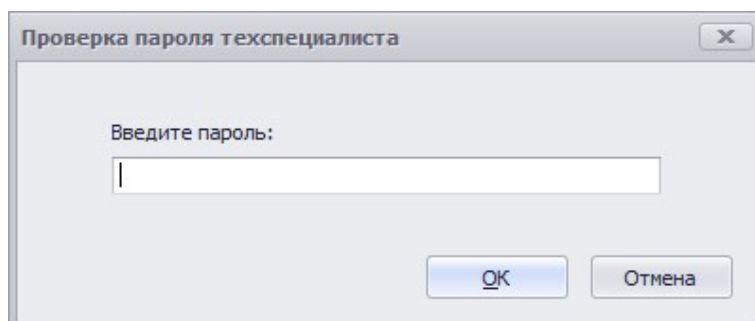 Проверка пароля техспециалиста
Введите пароль:
OK
Отмена